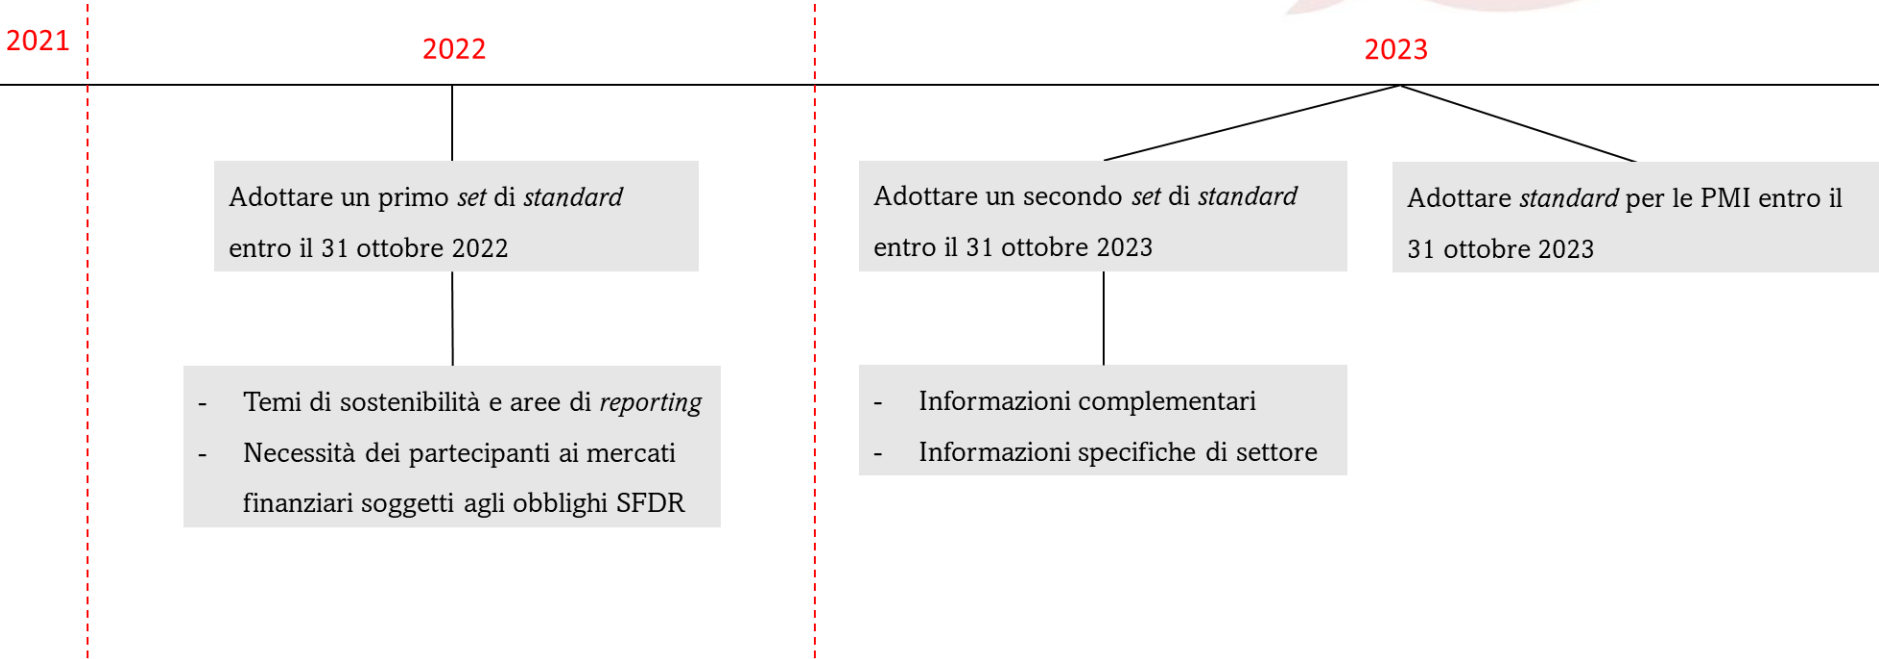 2021
2022
2023
Adottare un primo set di standard
entro il 31 ottobre 2022
Adottare un secondo set di standard
entro il 31 ottobre 2023
Adottare standard per le PMI entro il
31 ottobre 2023
- Temi di sostenibilità e aree di reporting
- Necessità dei partecipanti ai mercati
finanziari soggetti agli obblighi SFDR
- Informazioni complementari
- Informazioni specifiche di settore